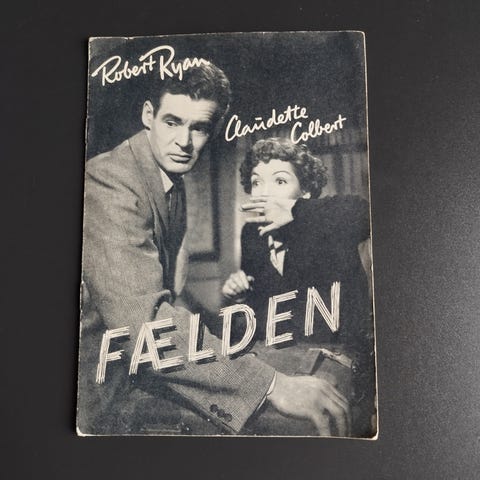 Robert Ryan
Claudette
Colbert
FÆLDEN